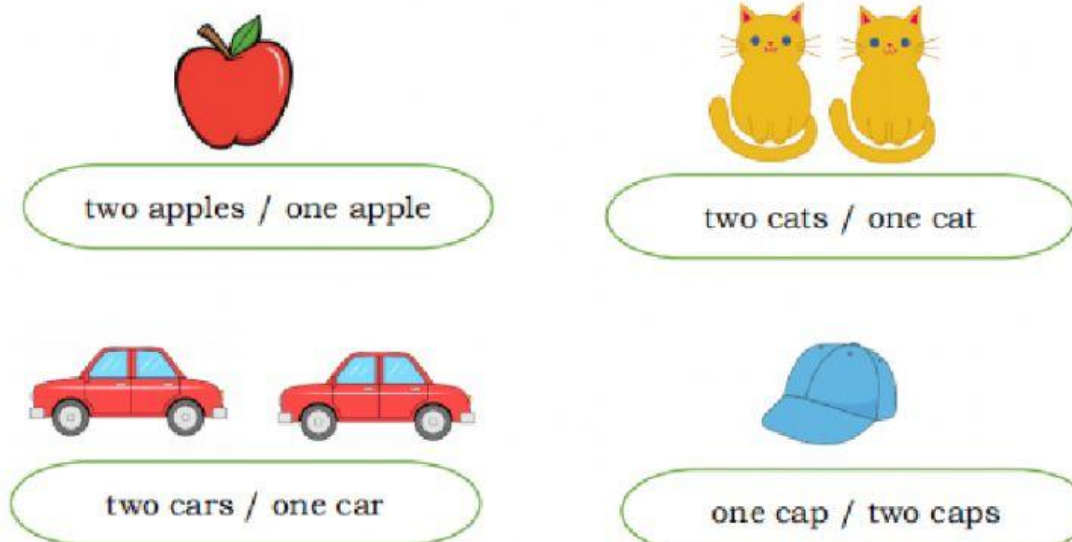 two apples / one apple
two cats / one cat
two cars / one car
one cap / two caps